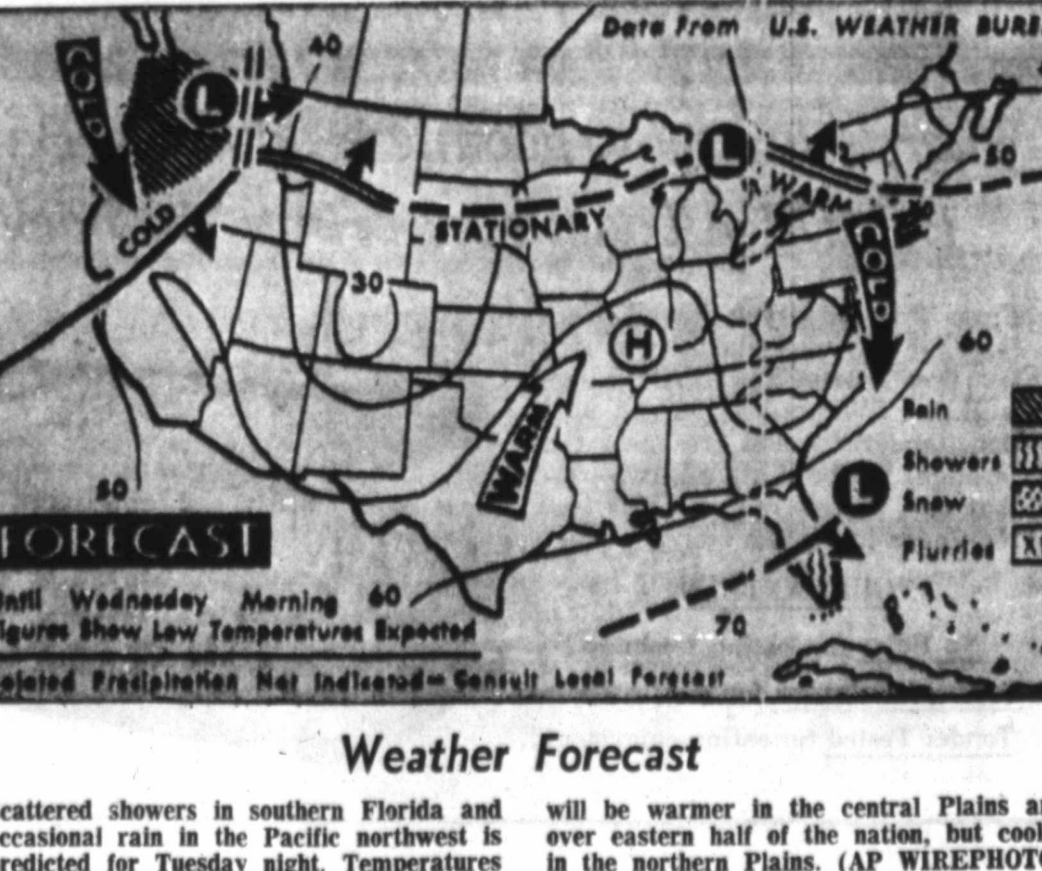 Data From U.S. WEATHER BURE
COLD
L
40
L
50
WARM
COLD
STATIONARY
COLD
30
H
60
WARM
Rain
50
Showers
L
Snow
FORECAST
Flurries
Until Wednesday Morning 60
igures Show Low Temperatures Expected
70
olated Precipitation Not Indicated - Consult Local Forecast
Weather Forecast
cattered showers in southern Florida and
ccasional rain in the Pacific northwest is
redicted for Tuesday night. Temperatures
will be warmer in the central Plains an
over eastern half of the nation, but cool
in the northern Plains. (AP WIREPHOTO